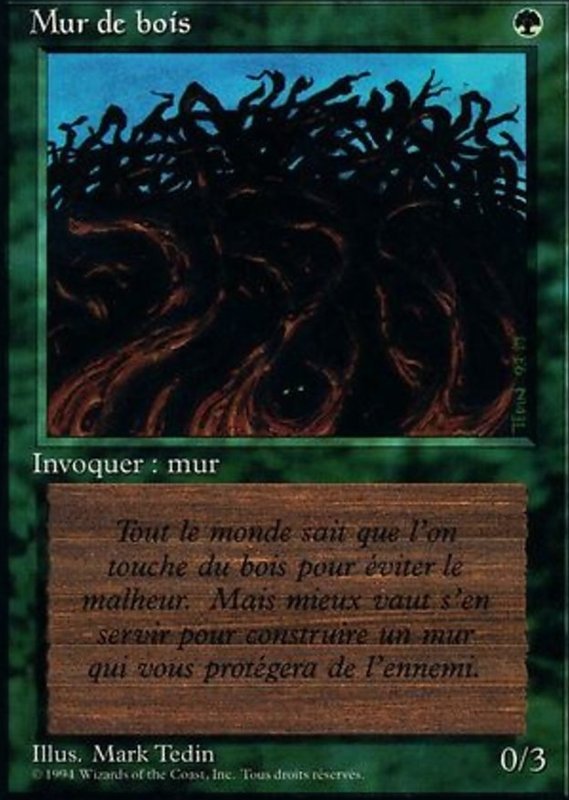 Mur de bois
TEDIN 93
Invoquer : mur
Tout le monde sait que l'on
touche du bois pour éviter le
malheur. Mais mieux vaut s'en
servir pour construire un mur
qui vous protégera de l'ennemi.
Illus. Mark Tedin
0/3
© 1994 Wizards of the Coast, Inc. Tous droits réservés.